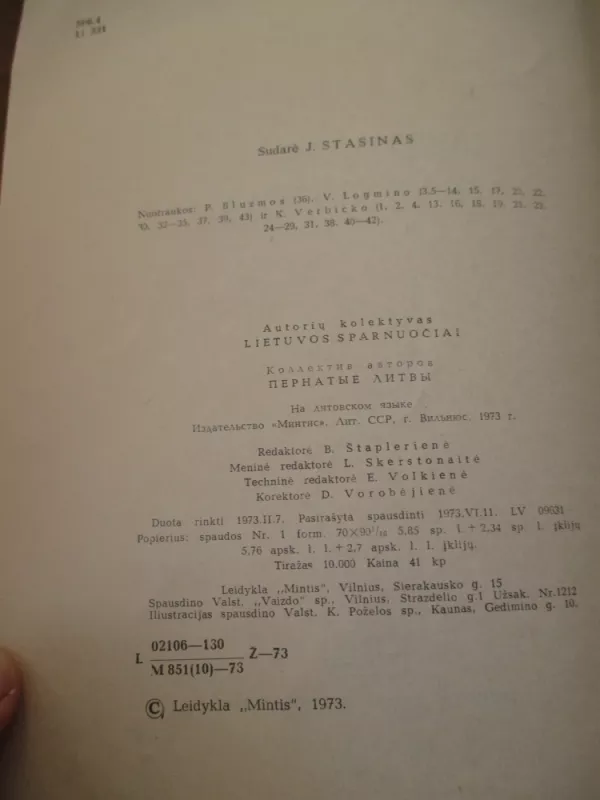 Li 331
Sudarė J. STASINAS
Nuotraukos: P. Bluzmos (36), V. Logmino (3.5—14, 15, 17, 20, 22,
30, 32—35, 37, 39, 43) ir K. Verbicko (1, 2, 4, 13, 16, 18, 19, 21, 23,
24—29, 31, 38, 40—42).
Autorių kolektyvas
LIETUVOS SPARNUOČIAI
Коллектив авторов
ПЕРНАТЫЕ ЛИТВЫ
На литовском языке
Издательство «Минтис», Лит. ССР, г. Вильнюс, 1973 г.
Redaktorė B. Štaplerienė
Meninė redaktorė L. Skerstonaitė
Techninė redaktorė E. Volkienė
Korektorė D. Vorobėjienė
Duota rinkti 1973.II.7. Pasirašyta spausdinti 1973.VI.11. LV 09631
Popierius: spaudos Nr. 1 form. 70×90¹/₁₆ 5,85 sp. l.+2,34 sp. l. įklijų
5,76 apsk. l. l.+2,7 apsk. l. l. įklijų.
Tiražas 10.000 Kaina 41 kp
Leidykla „Mintis", Vilnius, Sierakausko g. 15
Spausdino Valst. „Vaizdo" sp., Vilnius, Strazdelio g.1 Užsak. Nr.1212
Iliustracijas spausdino Valst. K. Poželos sp., Kaunas, Gedimino g. 10.
L 02106—130
M 851(10)—73 Ž—73
© Leidykla „Mintis", 1973.